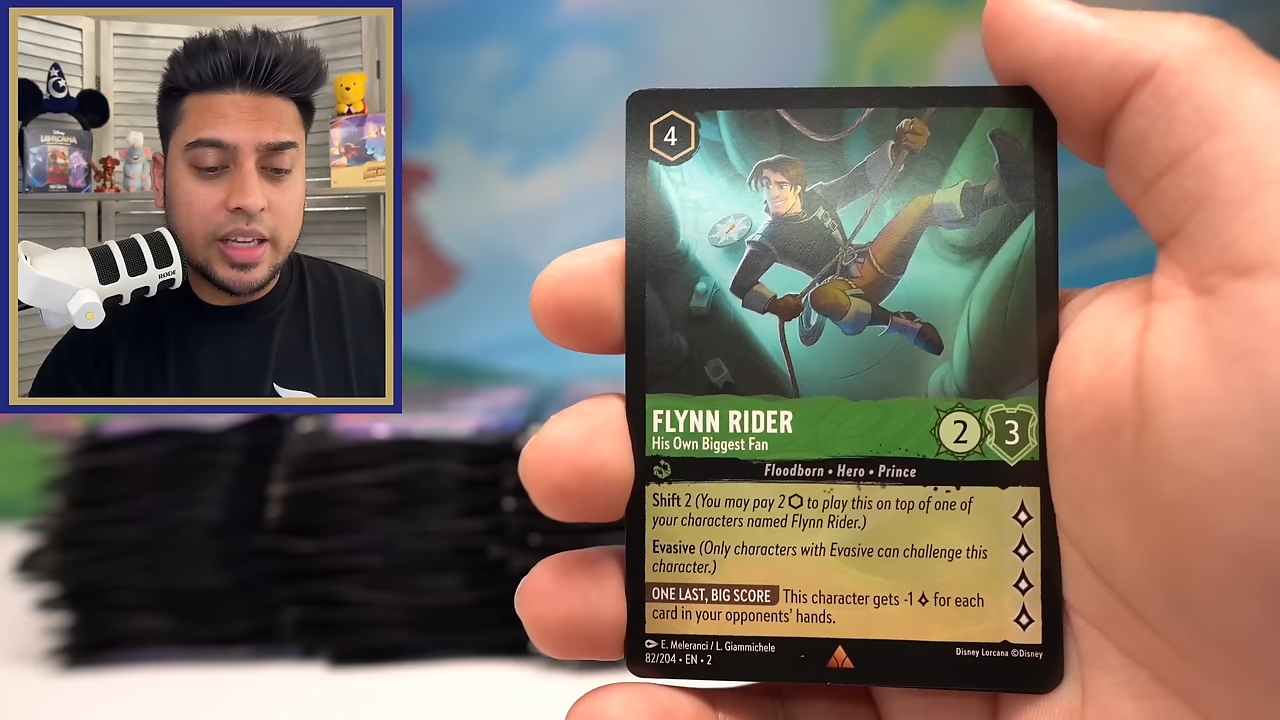 Disney
LORCANA
RØDE
4
FLYNN RIDER
His Own Biggest Fan
2 3
Floodborn • Hero • Prince
Shift 2 (You may pay 2 ⬡ to play this on top of one of
your characters named Flynn Rider.)
Evasive (Only characters with Evasive can challenge this
character.)
ONE LAST, BIG SCORE This character gets -1 ◊ for each
card in your opponents' hands.
E. Meleranci / L. Giammichele
82/204 • EN • 2
Disney Lorcana ©Disney